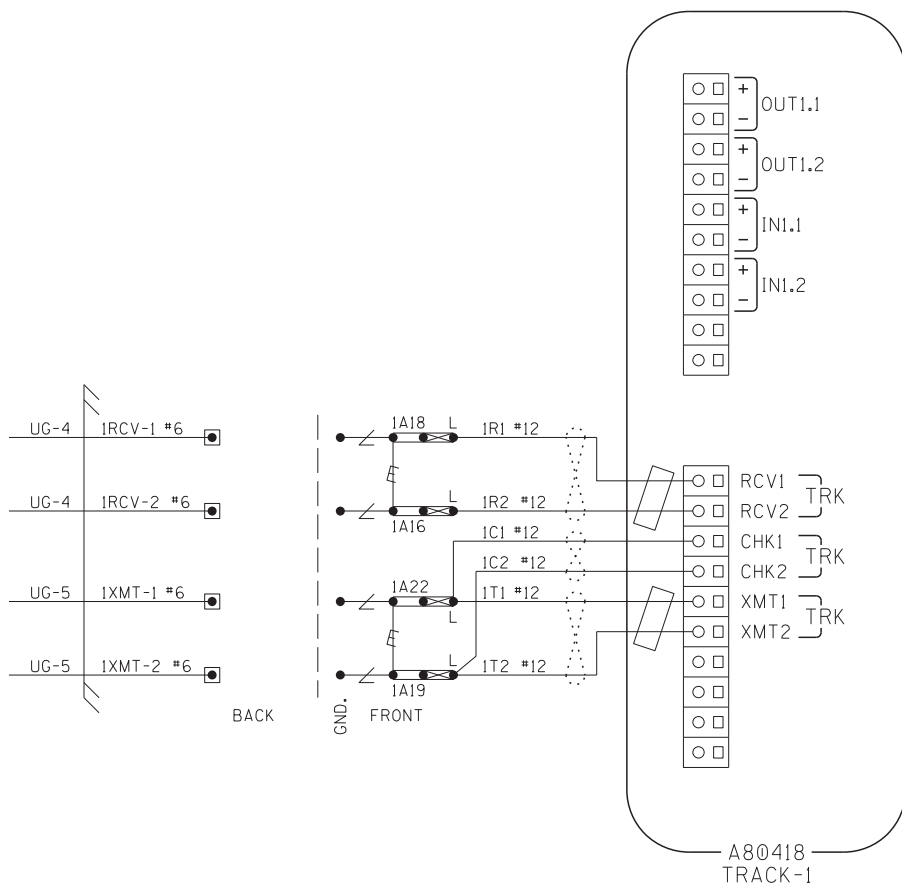 +
OUT1.1
-
+
OUT1.2
-
+
IN1.1
-
+
IN1.2
-
UG-4 1RCV-1 #6 1A18 L 1R1 #12
E
RCV1
TRK
UG-4 1RCV-2 #6 L 1R2 #12 RCV2
1A16 1C1 #12 CHK1
TRK
1C2 #12 CHK2
UG-5 1XMT-1 #6 1A22 1T1 #12 XMT1
L TRK
E XMT2
UG-5 1XMT-2 #6 L 1T2 #12
1A19
BACK GND. FRONT
A80418
TRACK-1